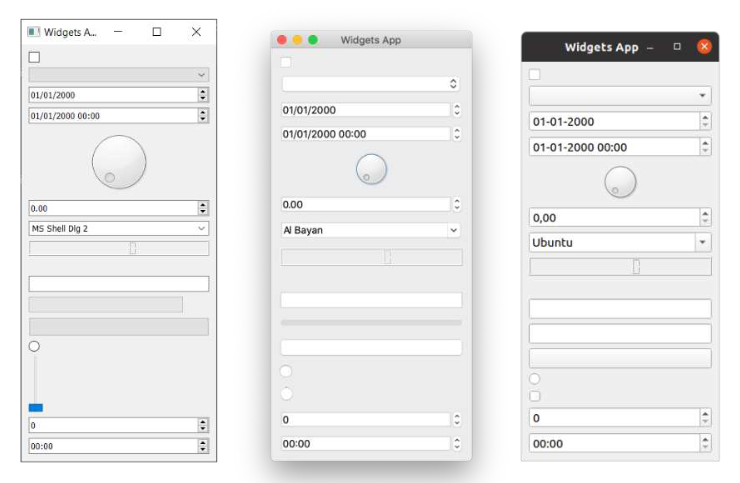 Widgets A...
01/01/2000
01/01/2000 00:00
0.00
MS Shell Dlg 2
0
00:00
Widgets App
01/01/2000
01/01/2000 00:00
0.00
Al Bayan
0
00:00
Widgets App
01-01-2000
01-01-2000 00:00
0,00
Ubuntu
0
00:00